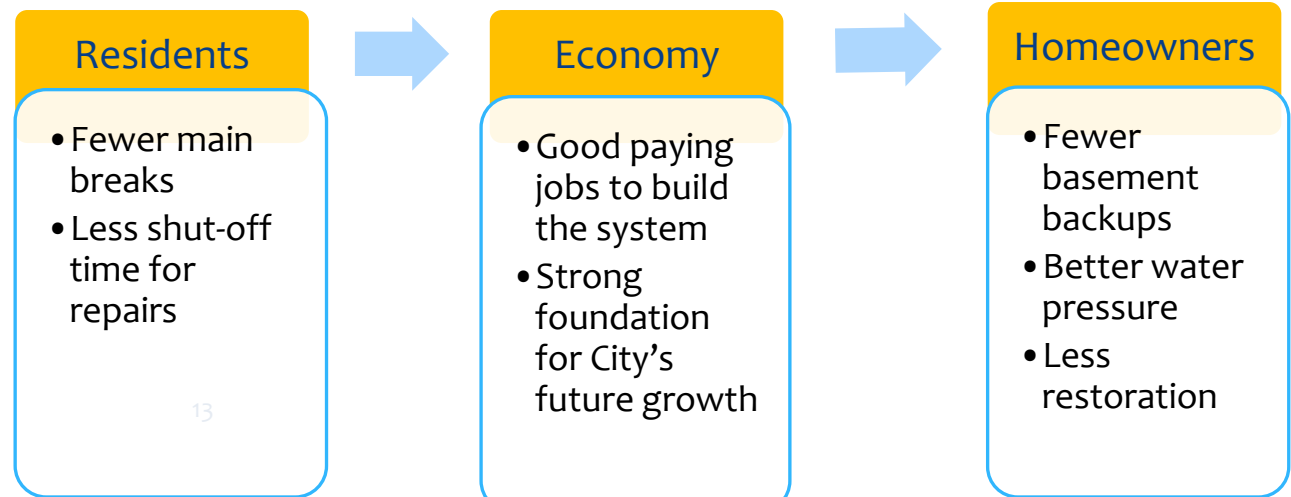 Residents
• Fewer main
breaks
• Less shut-off
time for
repairs
13
Economy
• Good paying
jobs to build
the system
• Strong
foundation
for City’s
future growth
Homeowners
• Fewer
basement
backups
• Better water
pressure
• Less
restoration